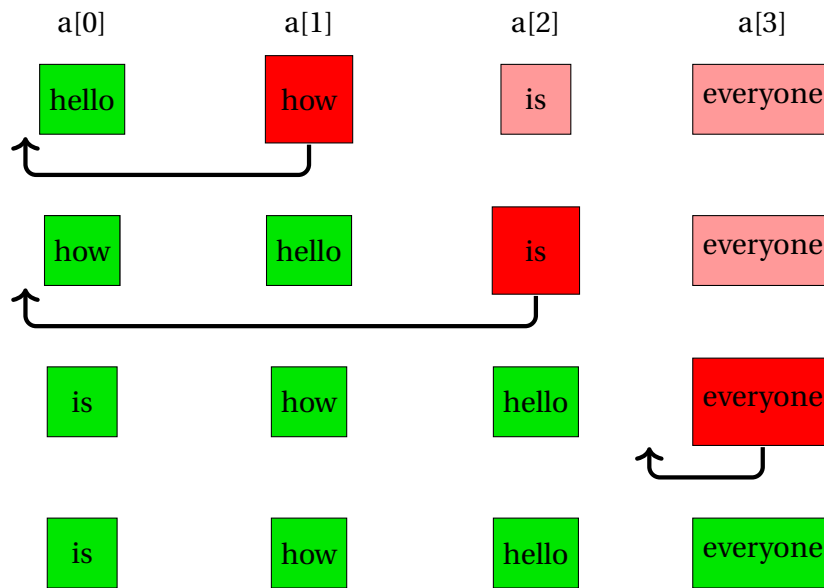 a[0] a[1] a[2] a[3]
hello how is everyone
how hello is everyone
is how hello everyone
is how hello everyone